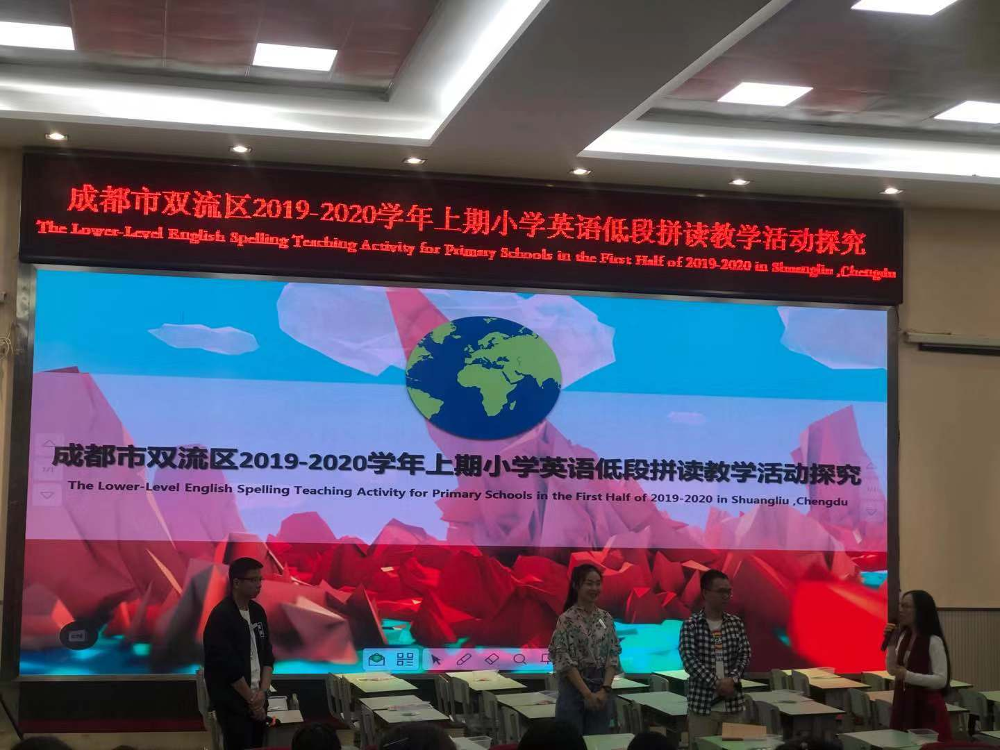 成都市双流区2019-2020学年上期小学英语低段拼读教学活动探究
The Lower-Level English Spelling Teaching Activity for Primary Schools in the First Half of 2019-2020 in Shuangliu ,Chengdu
成都市双流区2019-2020学年上期小学英语低段拼读教学活动探究
The Lower-Level English Spelling Teaching Activity for Primary Schools in the First Half of 2019-2020 in Shuangliu ,Chengdu
1/1
1/1